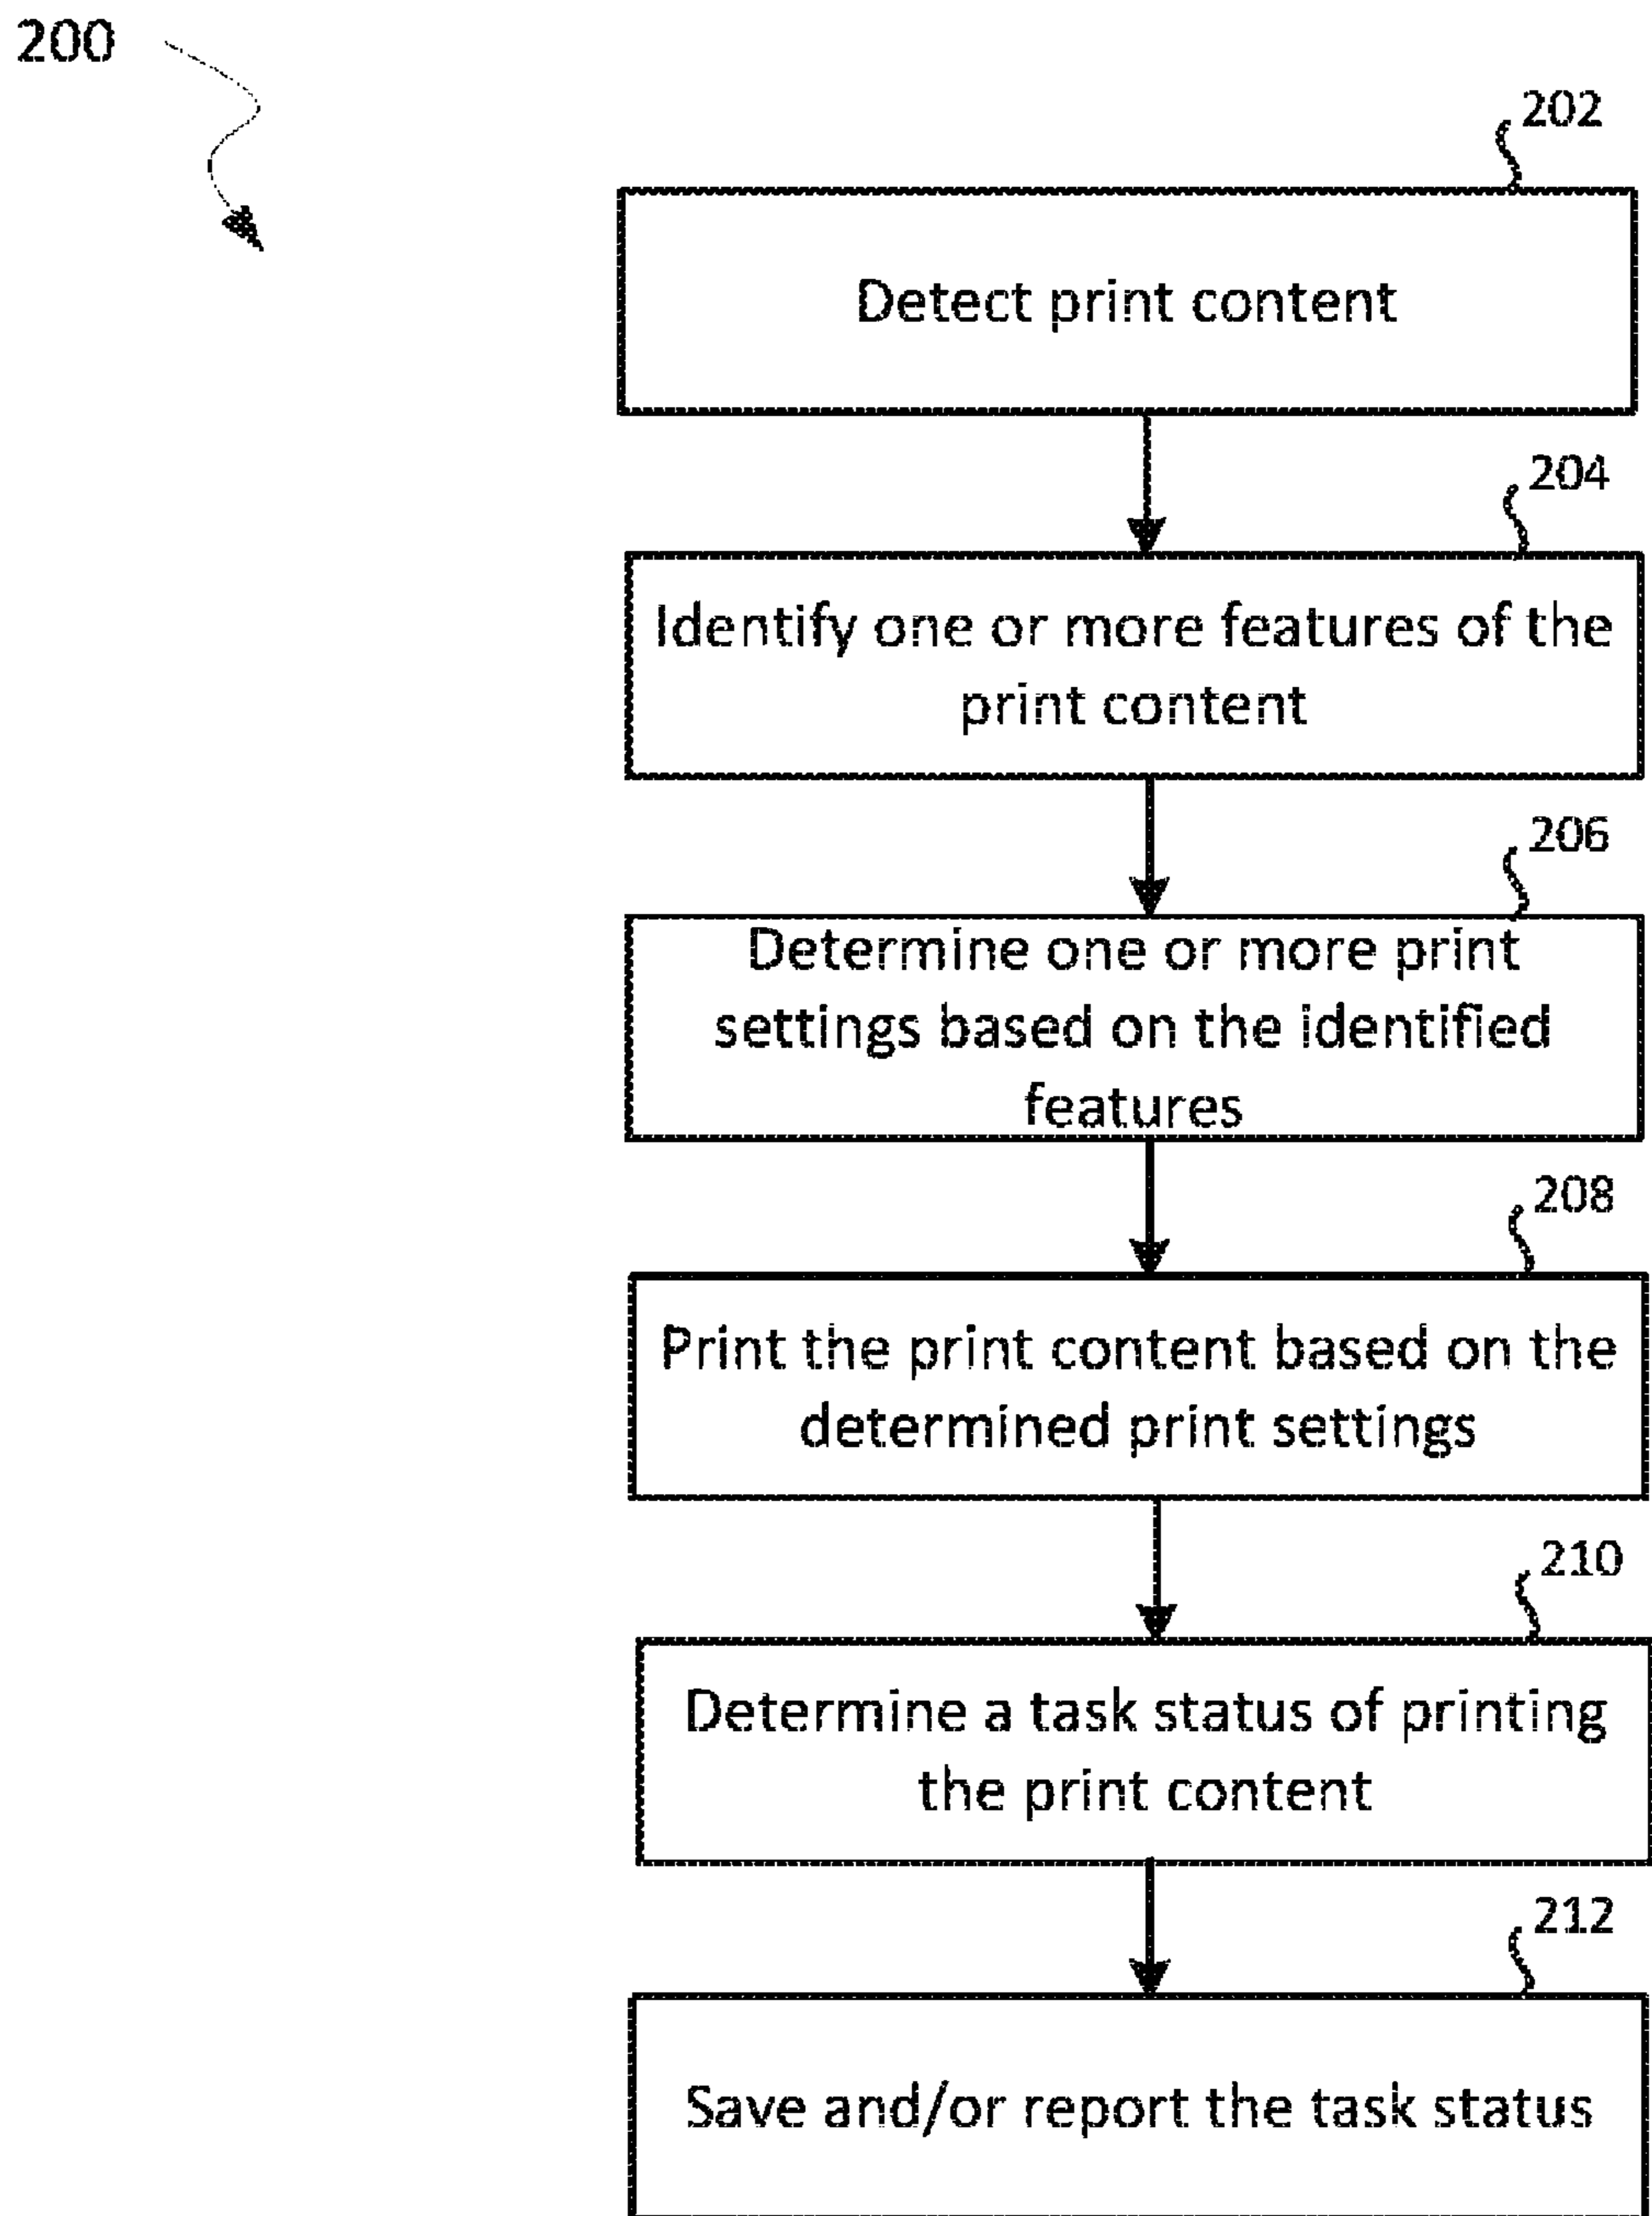 200
202
Detect print content
204
Identify one or more features of the
print content
206
Determine one or more print
settings based on the identified
features
208
Print the print content based on the
determined print settings
210
Determine a task status of printing
the print content
212
Save and/or report the task status